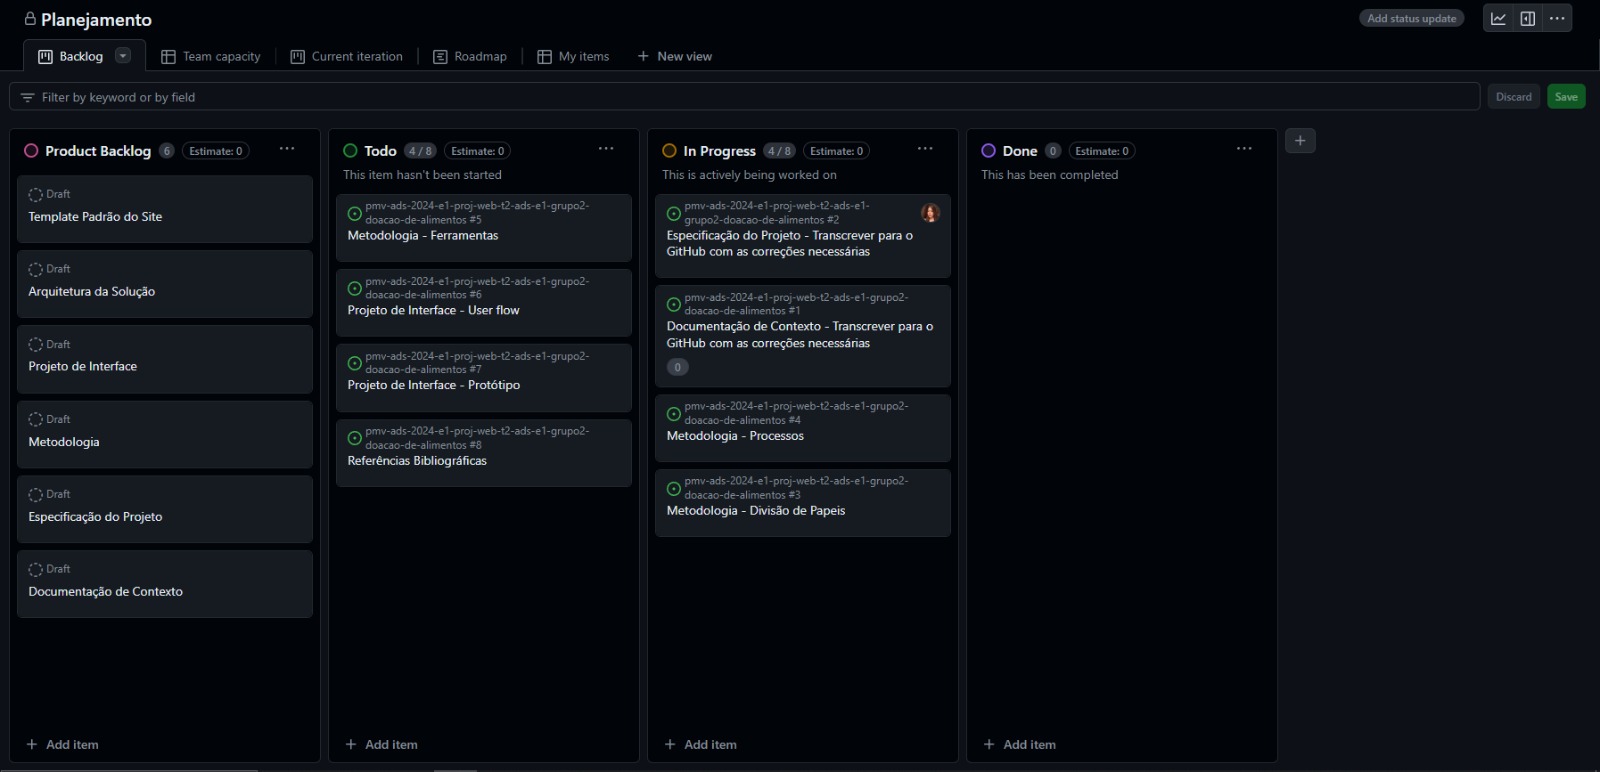 Planejamento
Add status update
Backlog
Team capacity
Current iteration
Roadmap
My items
New view
Filter by keyword or by field
Discard
Save
Product Backlog 6 Estimate: 0
Draft
Template Padrão do Site
Draft
Arquitetura da Solução
Draft
Projeto de Interface
Draft
Metodologia
Draft
Especificação do Projeto
Draft
Documentação de Contexto
Add item
Todo 4 / 8 Estimate: 0
This item hasn't been started
pmv-ads-2024-e1-proj-web-t2-ads-e1-grupo2-
doacao-de-alimentos #5
Metodologia - Ferramentas
pmv-ads-2024-e1-proj-web-t2-ads-e1-grupo2-
doacao-de-alimentos #6
Projeto de Interface - User flow
pmv-ads-2024-e1-proj-web-t2-ads-e1-grupo2-
doacao-de-alimentos #7
Projeto de Interface - Protótipo
pmv-ads-2024-e1-proj-web-t2-ads-e1-grupo2-
doacao-de-alimentos #8
Referências Bibliográficas
Add item
In Progress 4 / 8 Estimate: 0
This is actively being worked on
pmv-ads-2024-e1-proj-web-t2-ads-e1-
grupo2-doacao-de-alimentos #2
Especificação do Projeto - Transcrever para o
GitHub com as correções necessárias
pmv-ads-2024-e1-proj-web-t2-ads-e1-grupo2-
doacao-de-alimentos #1
Documentação de Contexto - Transcrever para o
GitHub com as correções necessárias
0
pmv-ads-2024-e1-proj-web-t2-ads-e1-grupo2-
doacao-de-alimentos #4
Metodologia - Processos
pmv-ads-2024-e1-proj-web-t2-ads-e1-grupo2-
doacao-de-alimentos #3
Metodologia - Divisão de Papeis
Add item
Done 0 Estimate: 0
This has been completed
Add item